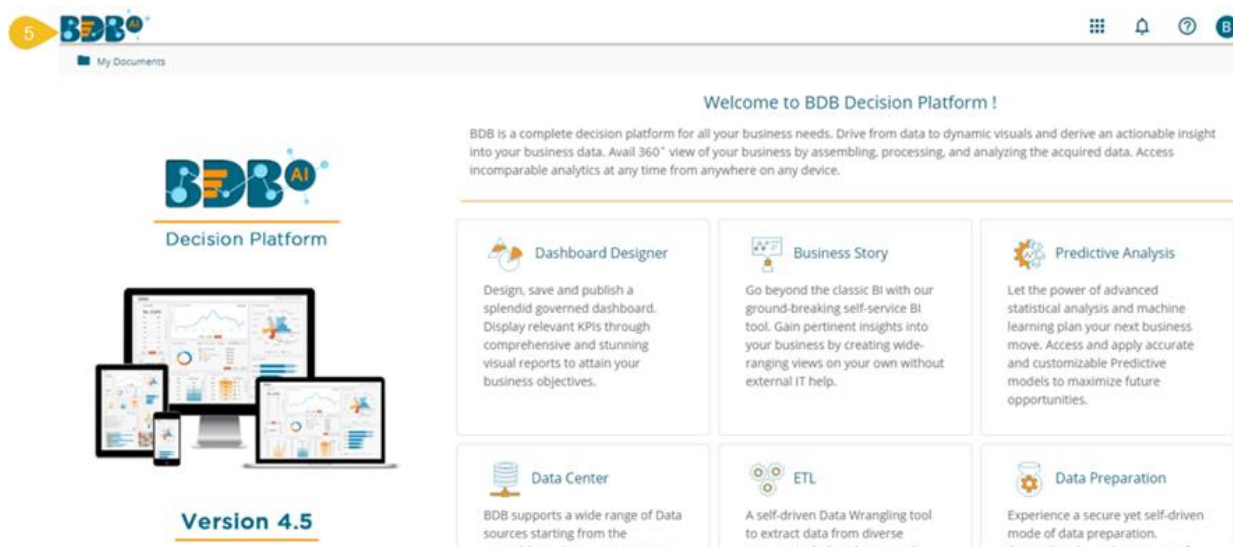 5
BDB AI
B
My Documents
Welcome to BDB Decision Platform !
BDB is a complete decision platform for all your business needs. Drive from data to dynamic visuals and derive an actionable insight
into your business data. Avail 360° view of your business by assembling, processing, and analyzing the acquired data. Access
incomparable analytics at any time from anywhere on any device.
BDB AI
Decision Platform
Version 4.5
Dashboard Designer
Design, save and publish a
splendid governed dashboard.
Display relevant KPIs through
comprehensive and stunning
visual reports to attain your
business objectives.
Business Story
Go beyond the classic BI with our
ground-breaking self-service BI
tool. Gain pertinent insights into
your business by creating wide-
ranging views on your own without
external IT help.
Predictive Analysis
Let the power of advanced
statistical analysis and machine
learning plan your next business
move. Access and apply accurate
and customizable Predictive
models to maximize future
opportunities.
Data Center
BDB supports a wide range of Data
sources starting from the
ETL
A self-driven Data Wrangling tool
to extract data from diverse
Data Preparation
Experience a secure yet self-driven
mode of data preparation.